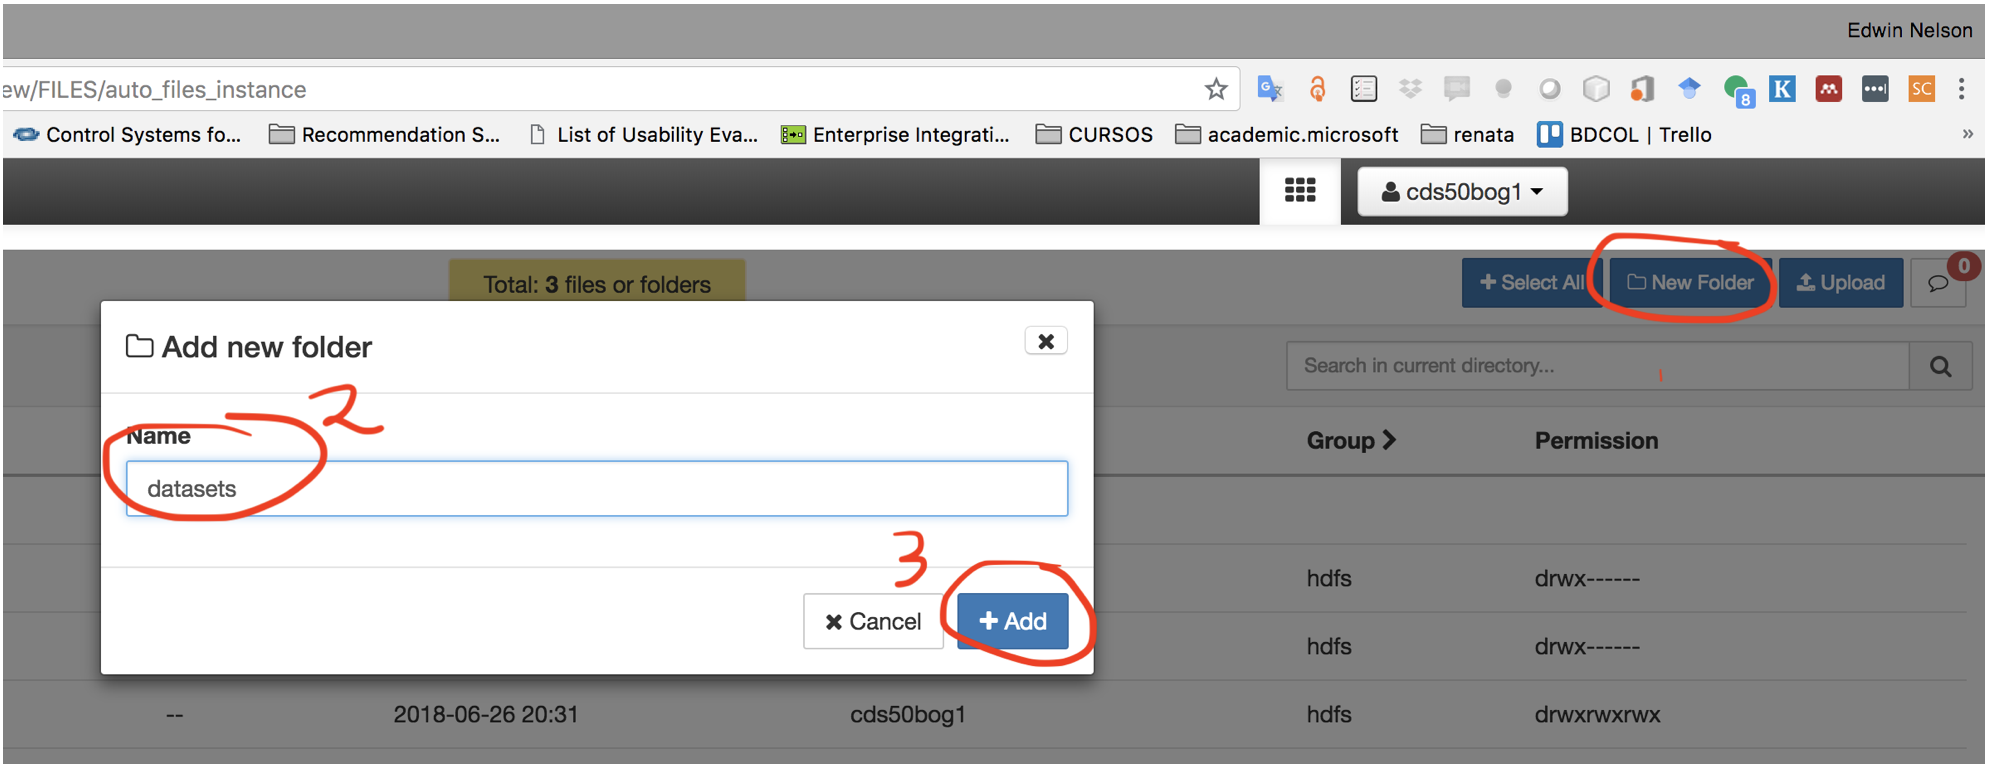 Edwin Nelson
ew/FILES/auto_files_instance
8
K
SC
Control Systems fo... Recommendation S... List of Usability Eva... Enterprise Integrati... CURSOS academic.microsoft renata BDCOL | Trello »
cds50bog1
Total: 3 files or folders
Select All New Folder Upload 0
Add new folder
Search in current directory...
1
2
Name
Group Permission
datasets
3
hdfs drwx------
Cancel Add
hdfs drwx------
-- 2018-06-26 20:31 cds50bog1 hdfs drwxrwxrwx